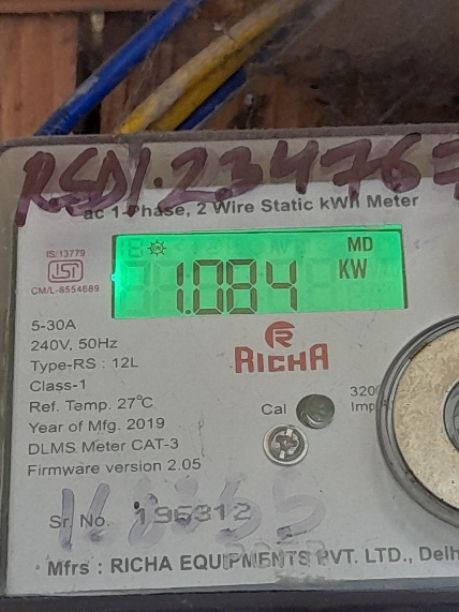 RSD1.234767
ac 1-Phase, 2 Wire Static kWh Meter
IS:13779
ISI
CM/L-8554689
MD
1.084 KW
RICHA
5-30A
240V, 50Hz
Type-RS : 12L
Class-1
Ref. Temp. 27°C
Year of Mfg. 2019
DLMS Meter CAT-3
Firmware version 2.05
Cal
3200
Imp
Sr. No. 196312
Mfrs : RICHA EQUIPMENTS PVT. LTD., Delh